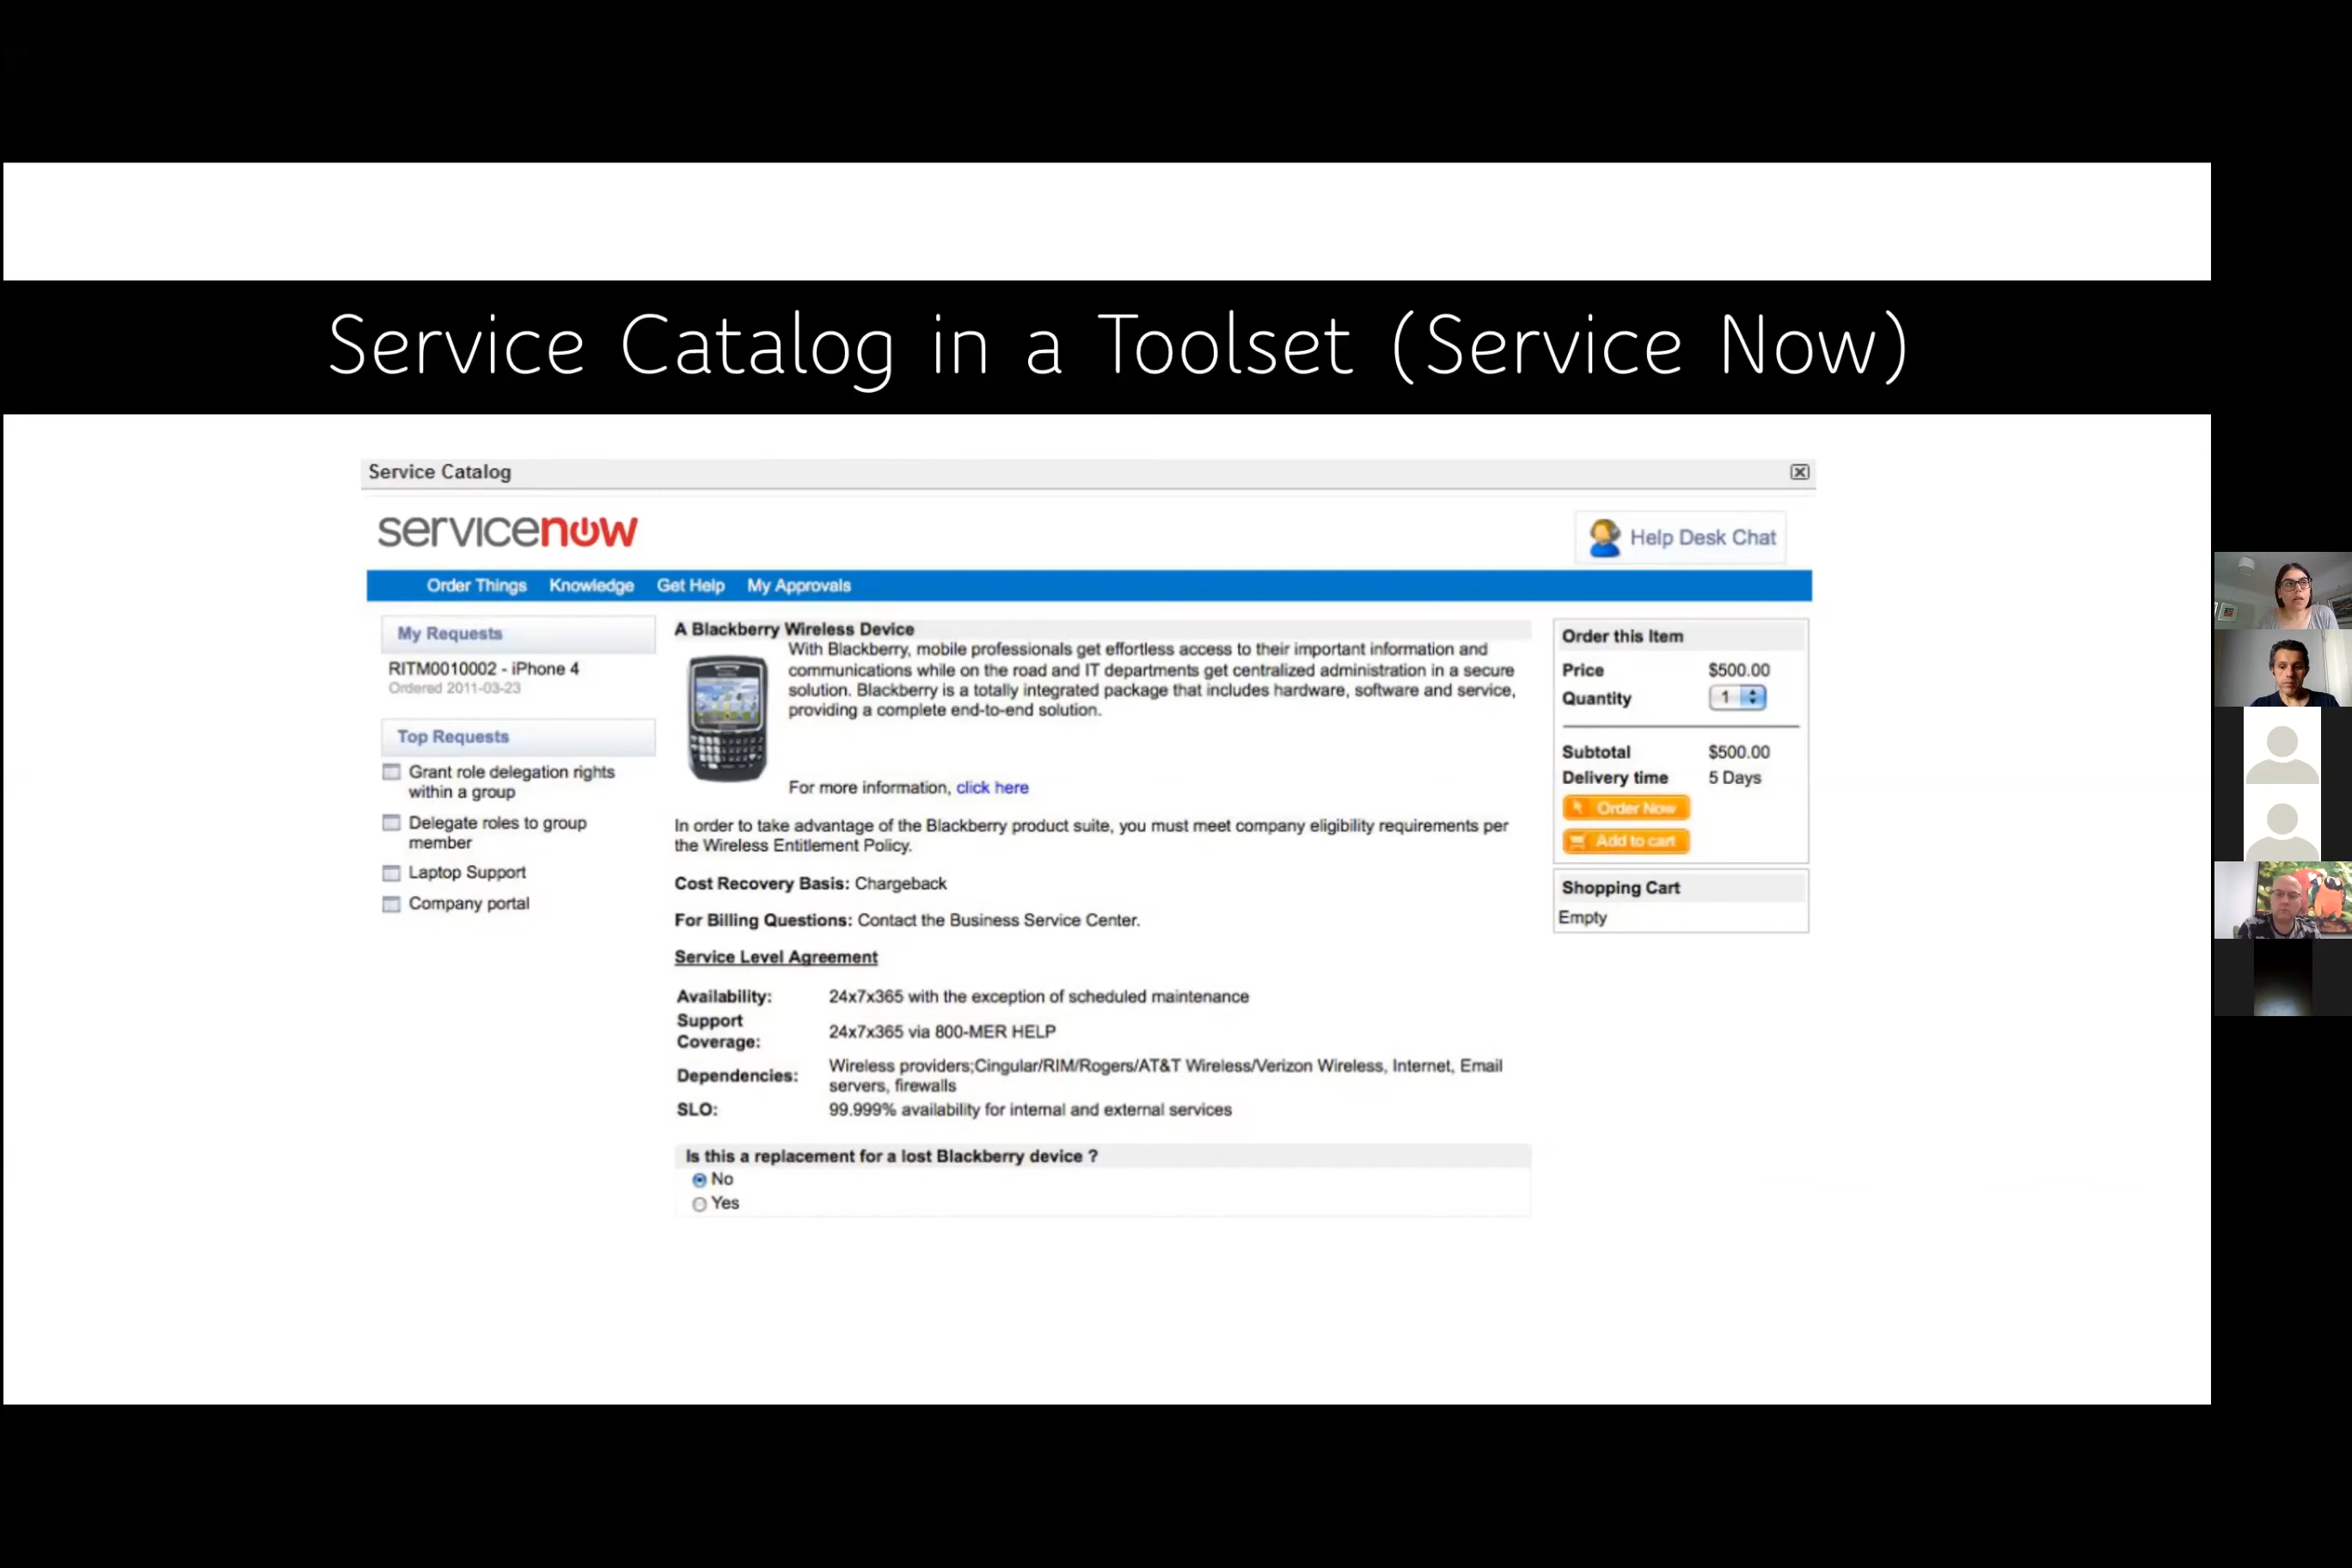 Service Catalog in a Toolset (Service Now)
Service Catalog
servicenow
Help Desk Chat
Order Things Knowledge Get Help My Approvals
My Requests
RITM0010002 - iPhone 4
Ordered 2011-03-23
Top Requests
Grant role delegation rights
within a group
Delegate roles to group
member
Laptop Support
Company portal
A Blackberry Wireless Device
With Blackberry, mobile professionals get effortless access to their important information and
communications while on the road and IT departments get centralized administration in a secure
solution. Blackberry is a totally integrated package that includes hardware, software and service,
providing a complete end-to-end solution.
For more information, click here
In order to take advantage of the Blackberry product suite, you must meet company eligibility requirements per
the Wireless Entitlement Policy.
Cost Recovery Basis: Chargeback
For Billing Questions: Contact the Business Service Center.
Service Level Agreement
Availability: 24x7x365 with the exception of scheduled maintenance
Support
Coverage: 24x7x365 via 800-MER HELP
Dependencies: Wireless providers;Cingular/RIM/Rogers/AT&T Wireless/Verizon Wireless, Internet, Email
servers, firewalls
SLO: 99.999% availability for internal and external services
Is this a replacement for a lost Blackberry device ?
No
Yes
Order this Item
Price $500.00
Quantity 1
Subtotal $500.00
Delivery time 5 Days
Order Now
Add to cart
Shopping Cart
Empty